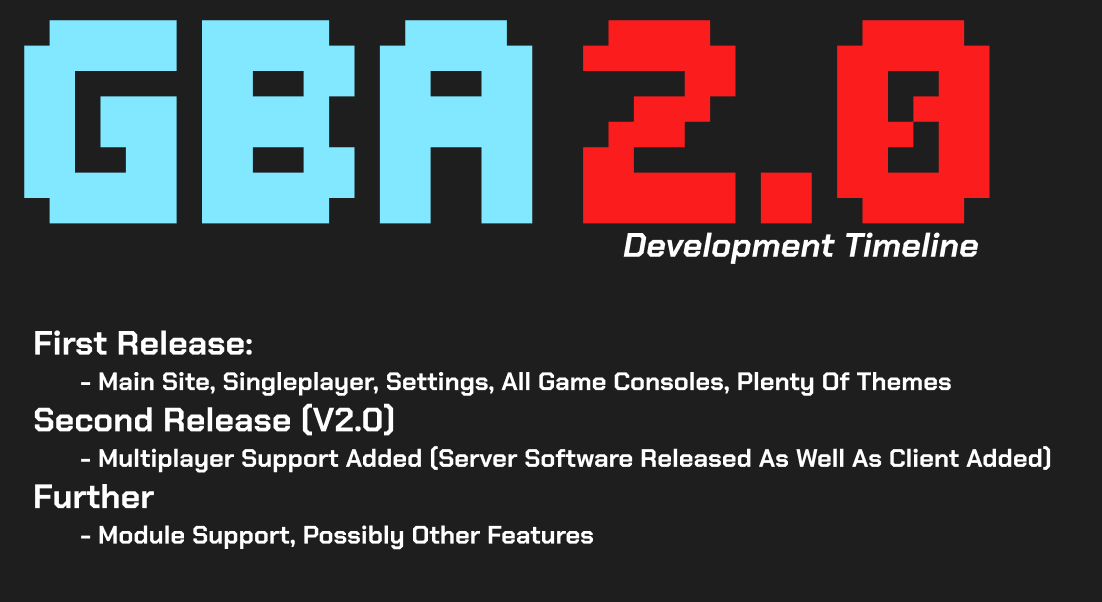 GBA 2.0
Development Timeline
First Release:
- Main Site, Singleplayer, Settings, All Game Consoles, Plenty Of Themes
Second Release (V2.0)
- Multiplayer Support Added (Server Software Released As Well As Client Added)
Further
- Module Support, Possibly Other Features